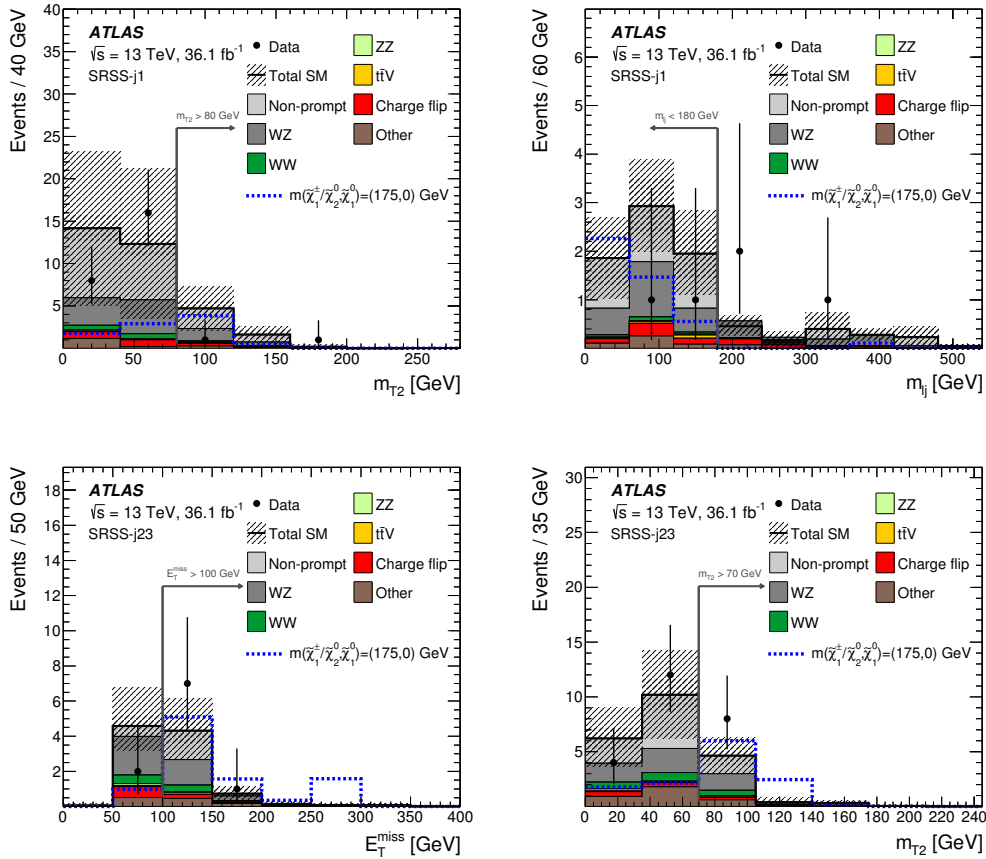 ATLAS
√s = 13 TeV, 36.1 fb⁻¹
SRSS-j1
Data
Total SM
Non-prompt
WZ
WW
ZZ
tt̄V
Charge flip
Other
m(χ̃₁±/χ̃₂⁰,χ̃₁⁰)=(175,0) GeV
m_T2 > 80 GeV
Events / 40 GeV
40
35
30
25
20
15
10
5
0
0 50 100 150 200 250
m_T2 [GeV]
ATLAS
√s = 13 TeV, 36.1 fb⁻¹
SRSS-j1
Data
Total SM
Non-prompt
WZ
WW
ZZ
tt̄V
Charge flip
Other
m(χ̃₁±/χ̃₂⁰,χ̃₁⁰)=(175,0) GeV
m_lj < 180 GeV
Events / 60 GeV
6
5
4
3
2
1
0
0 100 200 300 400 500
m_lj [GeV]
ATLAS
√s = 13 TeV, 36.1 fb⁻¹
SRSS-j23
Data
Total SM
Non-prompt
WZ
WW
ZZ
tt̄V
Charge flip
Other
m(χ̃₁±/χ̃₂⁰,χ̃₁⁰)=(175,0) GeV
E_T^miss > 100 GeV
Events / 50 GeV
18
16
14
12
10
8
6
4
2
0
0 50 100 150 200 250 300 350 400
E_T^miss [GeV]
ATLAS
√s = 13 TeV, 36.1 fb⁻¹
SRSS-j23
Data
Total SM
Non-prompt
WZ
WW
ZZ
tt̄V
Charge flip
Other
m(χ̃₁±/χ̃₂⁰,χ̃₁⁰)=(175,0) GeV
m_T2 > 70 GeV
Events / 35 GeV
30
25
20
15
10
5
0 20 40 60 80 100 120 140 160 180 200 220 240
m_T2 [GeV]